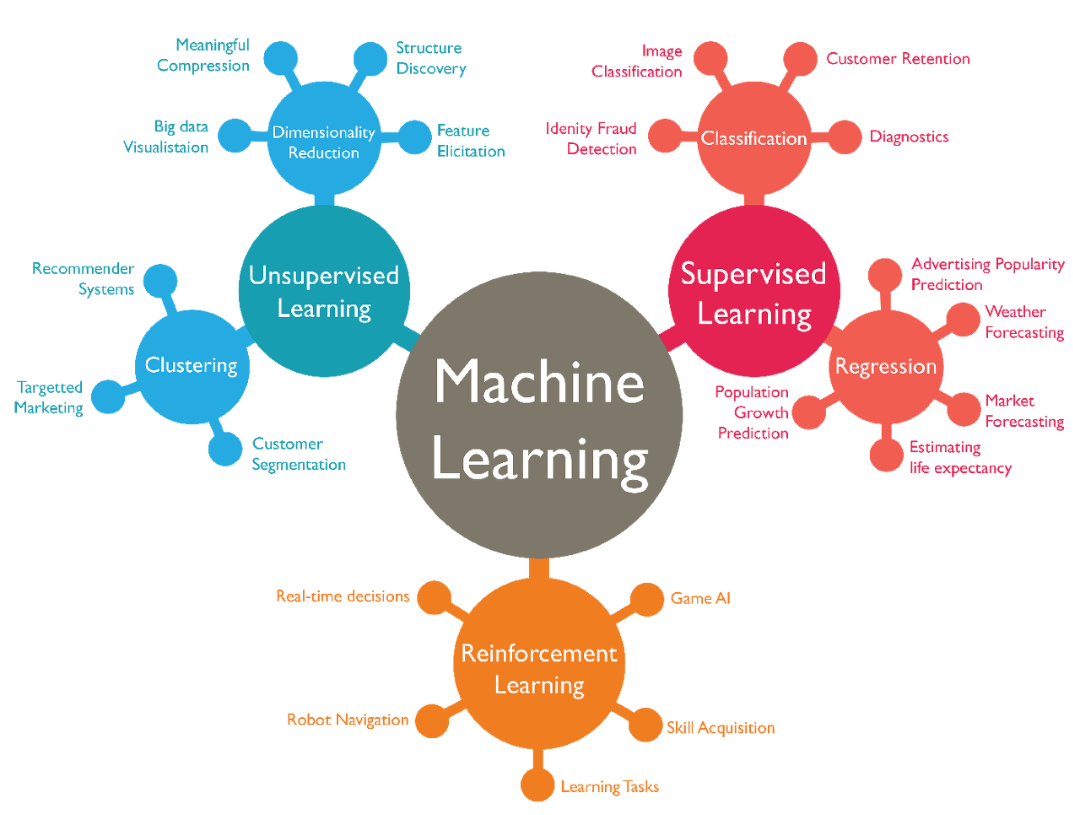 Meaningful
Compression
Structure
Discovery
Big data
Visualistaion
Dimensionality
Reduction
Feature
Elicitation
Image
Classification
Customer Retention
Idenity Fraud
Detection
Classification
Diagnostics
Unsupervised
Learning
Supervised
Learning
Recommender
Systems
Clustering
Targetted
Marketing
Customer
Segmentation
Advertising Popularity
Prediction
Weather
Forecasting
Regression
Population
Growth
Prediction
Market
Forecasting
Estimating
life expectancy
Machine
Learning
Real-time decisions
Game AI
Reinforcement
Learning
Robot Navigation
Skill Acquisition
Learning Tasks